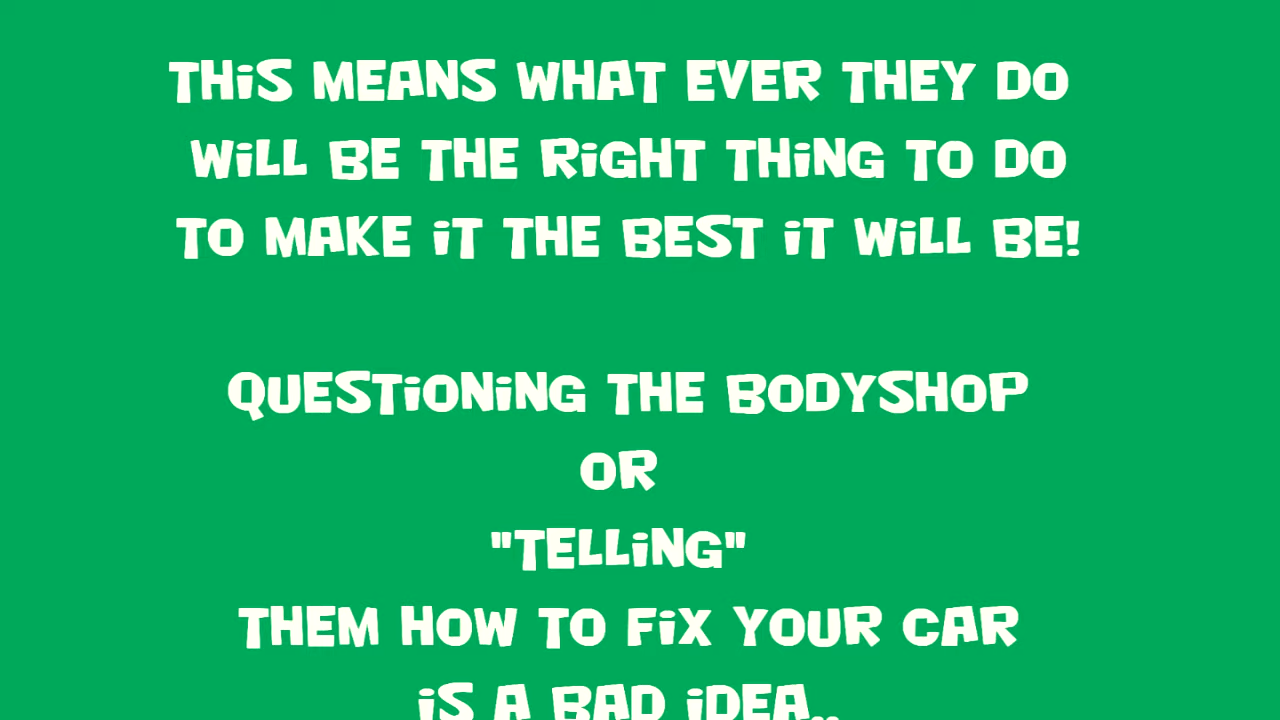 THiS MEANS WHAT EVER THEY DO
WiLL BE THE RiGHT THiNG TO DO
TO MAKE iT THE BEST iT WiLL BE!
QUESTiONiNG THE BODYSHOP
OR
"TELLiNG"
THEM HOW TO FiX YOUR CAR
iS A BAD iDEA..